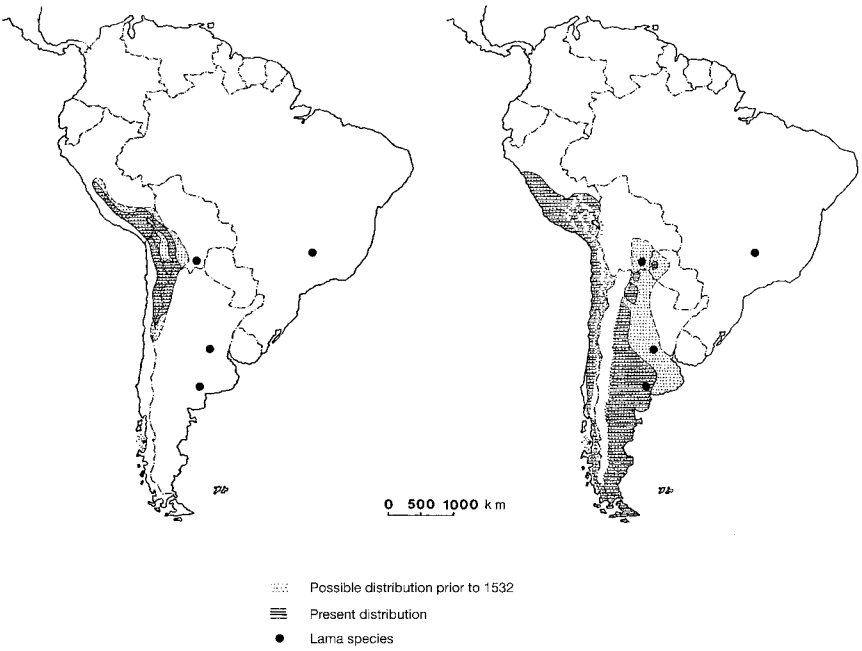 0 500 1000 km
Possible distribution prior to 1532
Present distribution
Lama species